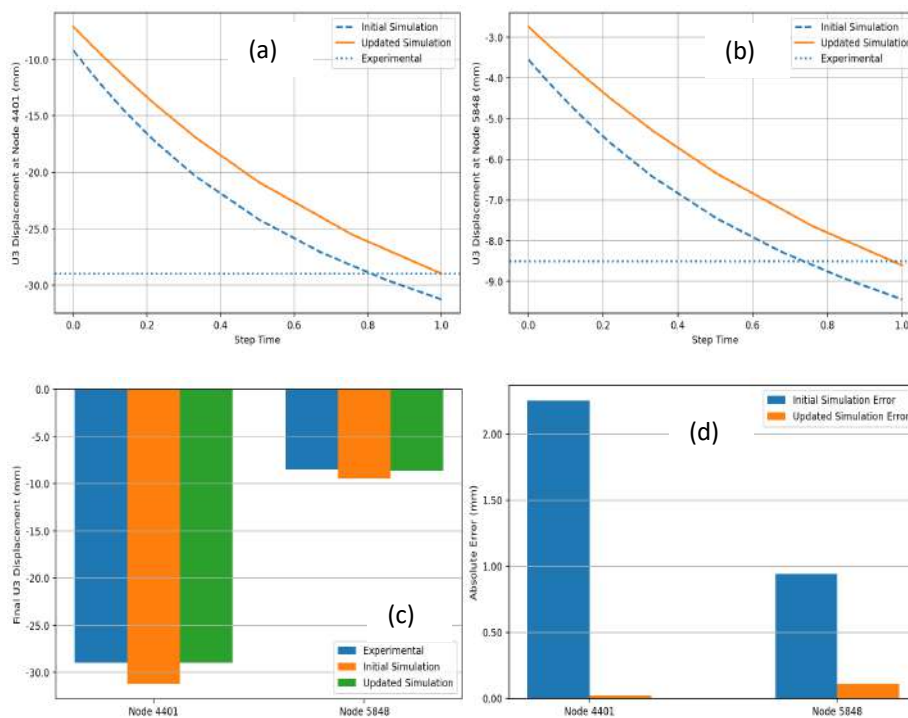 (a)
Initial Simulation
Updated Simulation
Experimental
U3 Displacement at Node 4401 (mm)
-10.0
-15.0
-20.0
-25.0
-30.0
0.0 0.2 0.4 0.6 0.8 1.0
Step Time
(b)
Initial Simulation
Updated Simulation
Experimental
U3 Displacement at Node 5848 (mm)
-3.0
-4.0
-5.0
-6.0
-7.0
-8.0
-9.0
0.0 0.2 0.4 0.6 0.8 1.0
Step Time
Final U3 Displacement (mm)
0.0
-5.0
-10.0
-15.0
-20.0
-25.0
-30.0
(c)
Experimental
Initial Simulation
Updated Simulation
Node 4401 Node 5848
Initial Simulation Error
Updated Simulation Error
(d)
Absolute Error (mm)
2.00
1.50
1.00
0.50
0.00
Node 4401 Node 5848